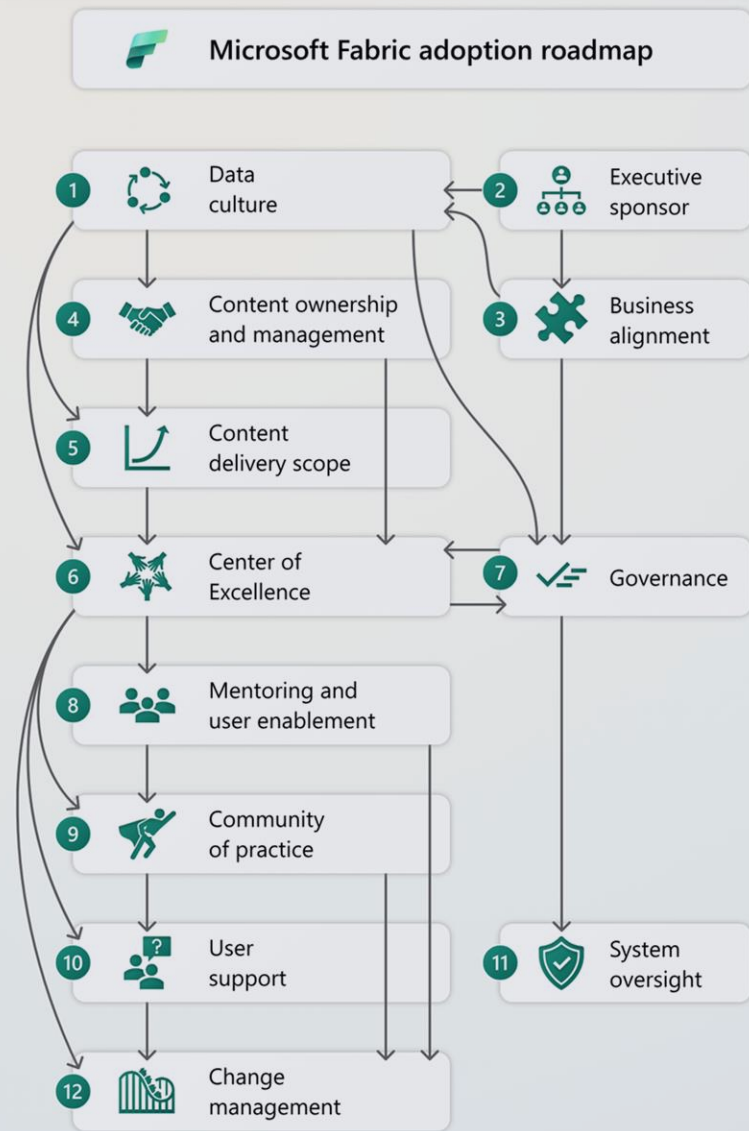 Microsoft Fabric adoption roadmap
1
Data
culture
2
Executive
sponsor
4
Content ownership
and management
3
Business
alignment
5
Content
delivery scope
6
Center of
Excellence
7
Governance
8
Mentoring and
user enablement
9
Community
of practice
10
?
User
support
11
System
oversight
12
Change
management